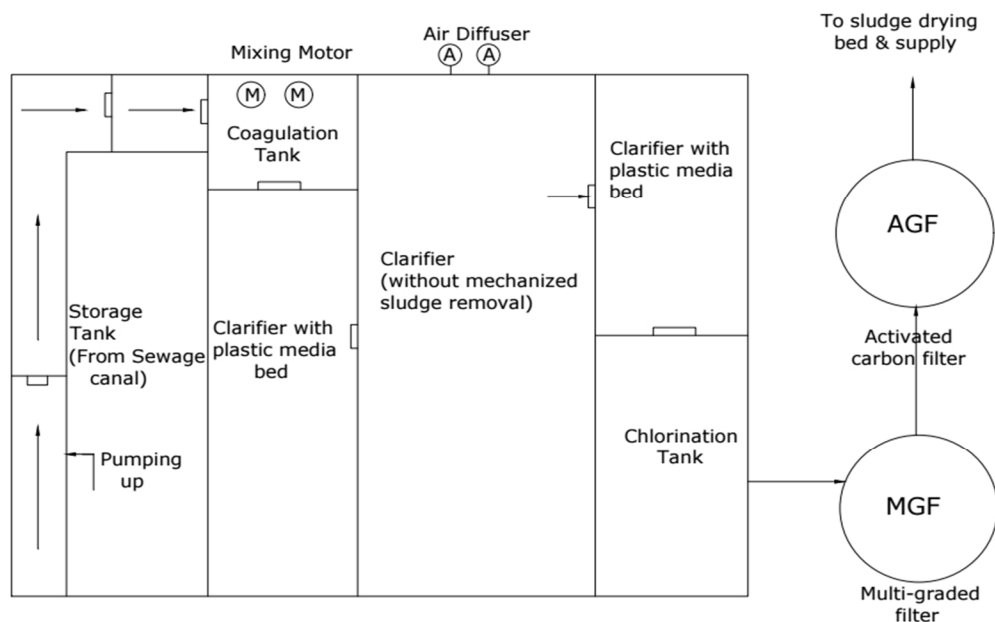 To sludge drying
bed & supply
Air Diffuser
A
A
Mixing Motor
M
M
Coagulation
Tank
Clarifier with
plastic media
bed
AGF
Clarifier
(without mechanized
sludge removal)
Storage
Tank
(From Sewage
canal)
Clarifier with
plastic media
bed
Activated
carbon filter
Chlorination
Tank
Pumping
up
MGF
Multi-graded
filter